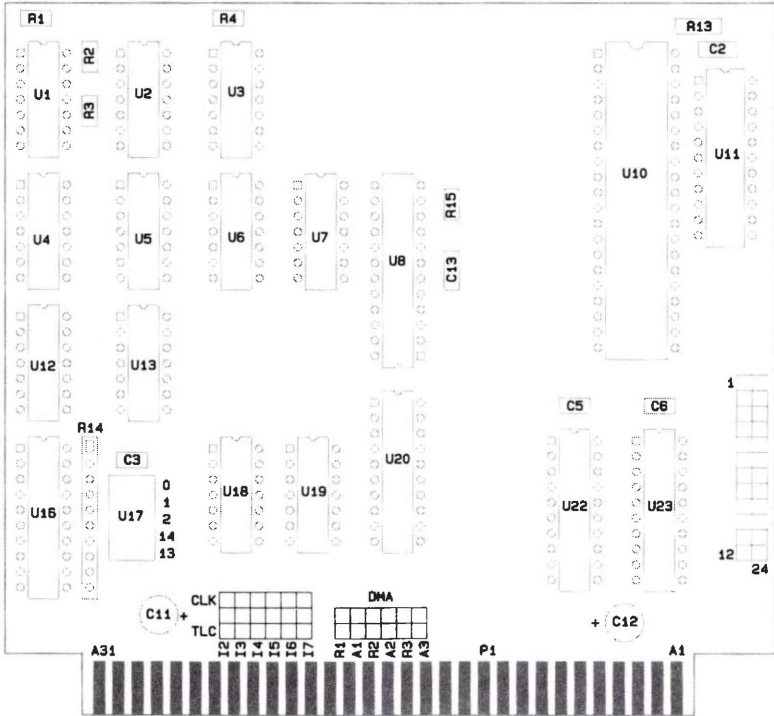 R1
R4
R13
R2
C2
U1
U2
U3
R3
U11
U10
R15
U4
U5
U6
U7
U8
C13
U12
U13
1
C5
C6
R14
C3
U20
U16
U17
0
1
2
14
13
U18
U19
U22
U23
12
24
CLK
DMA
C11 +
+ C12
TLC
I2 I3 I4 I5 I6 I7
R1 A1 R2 A2 R3 A3
A31
P1
A1